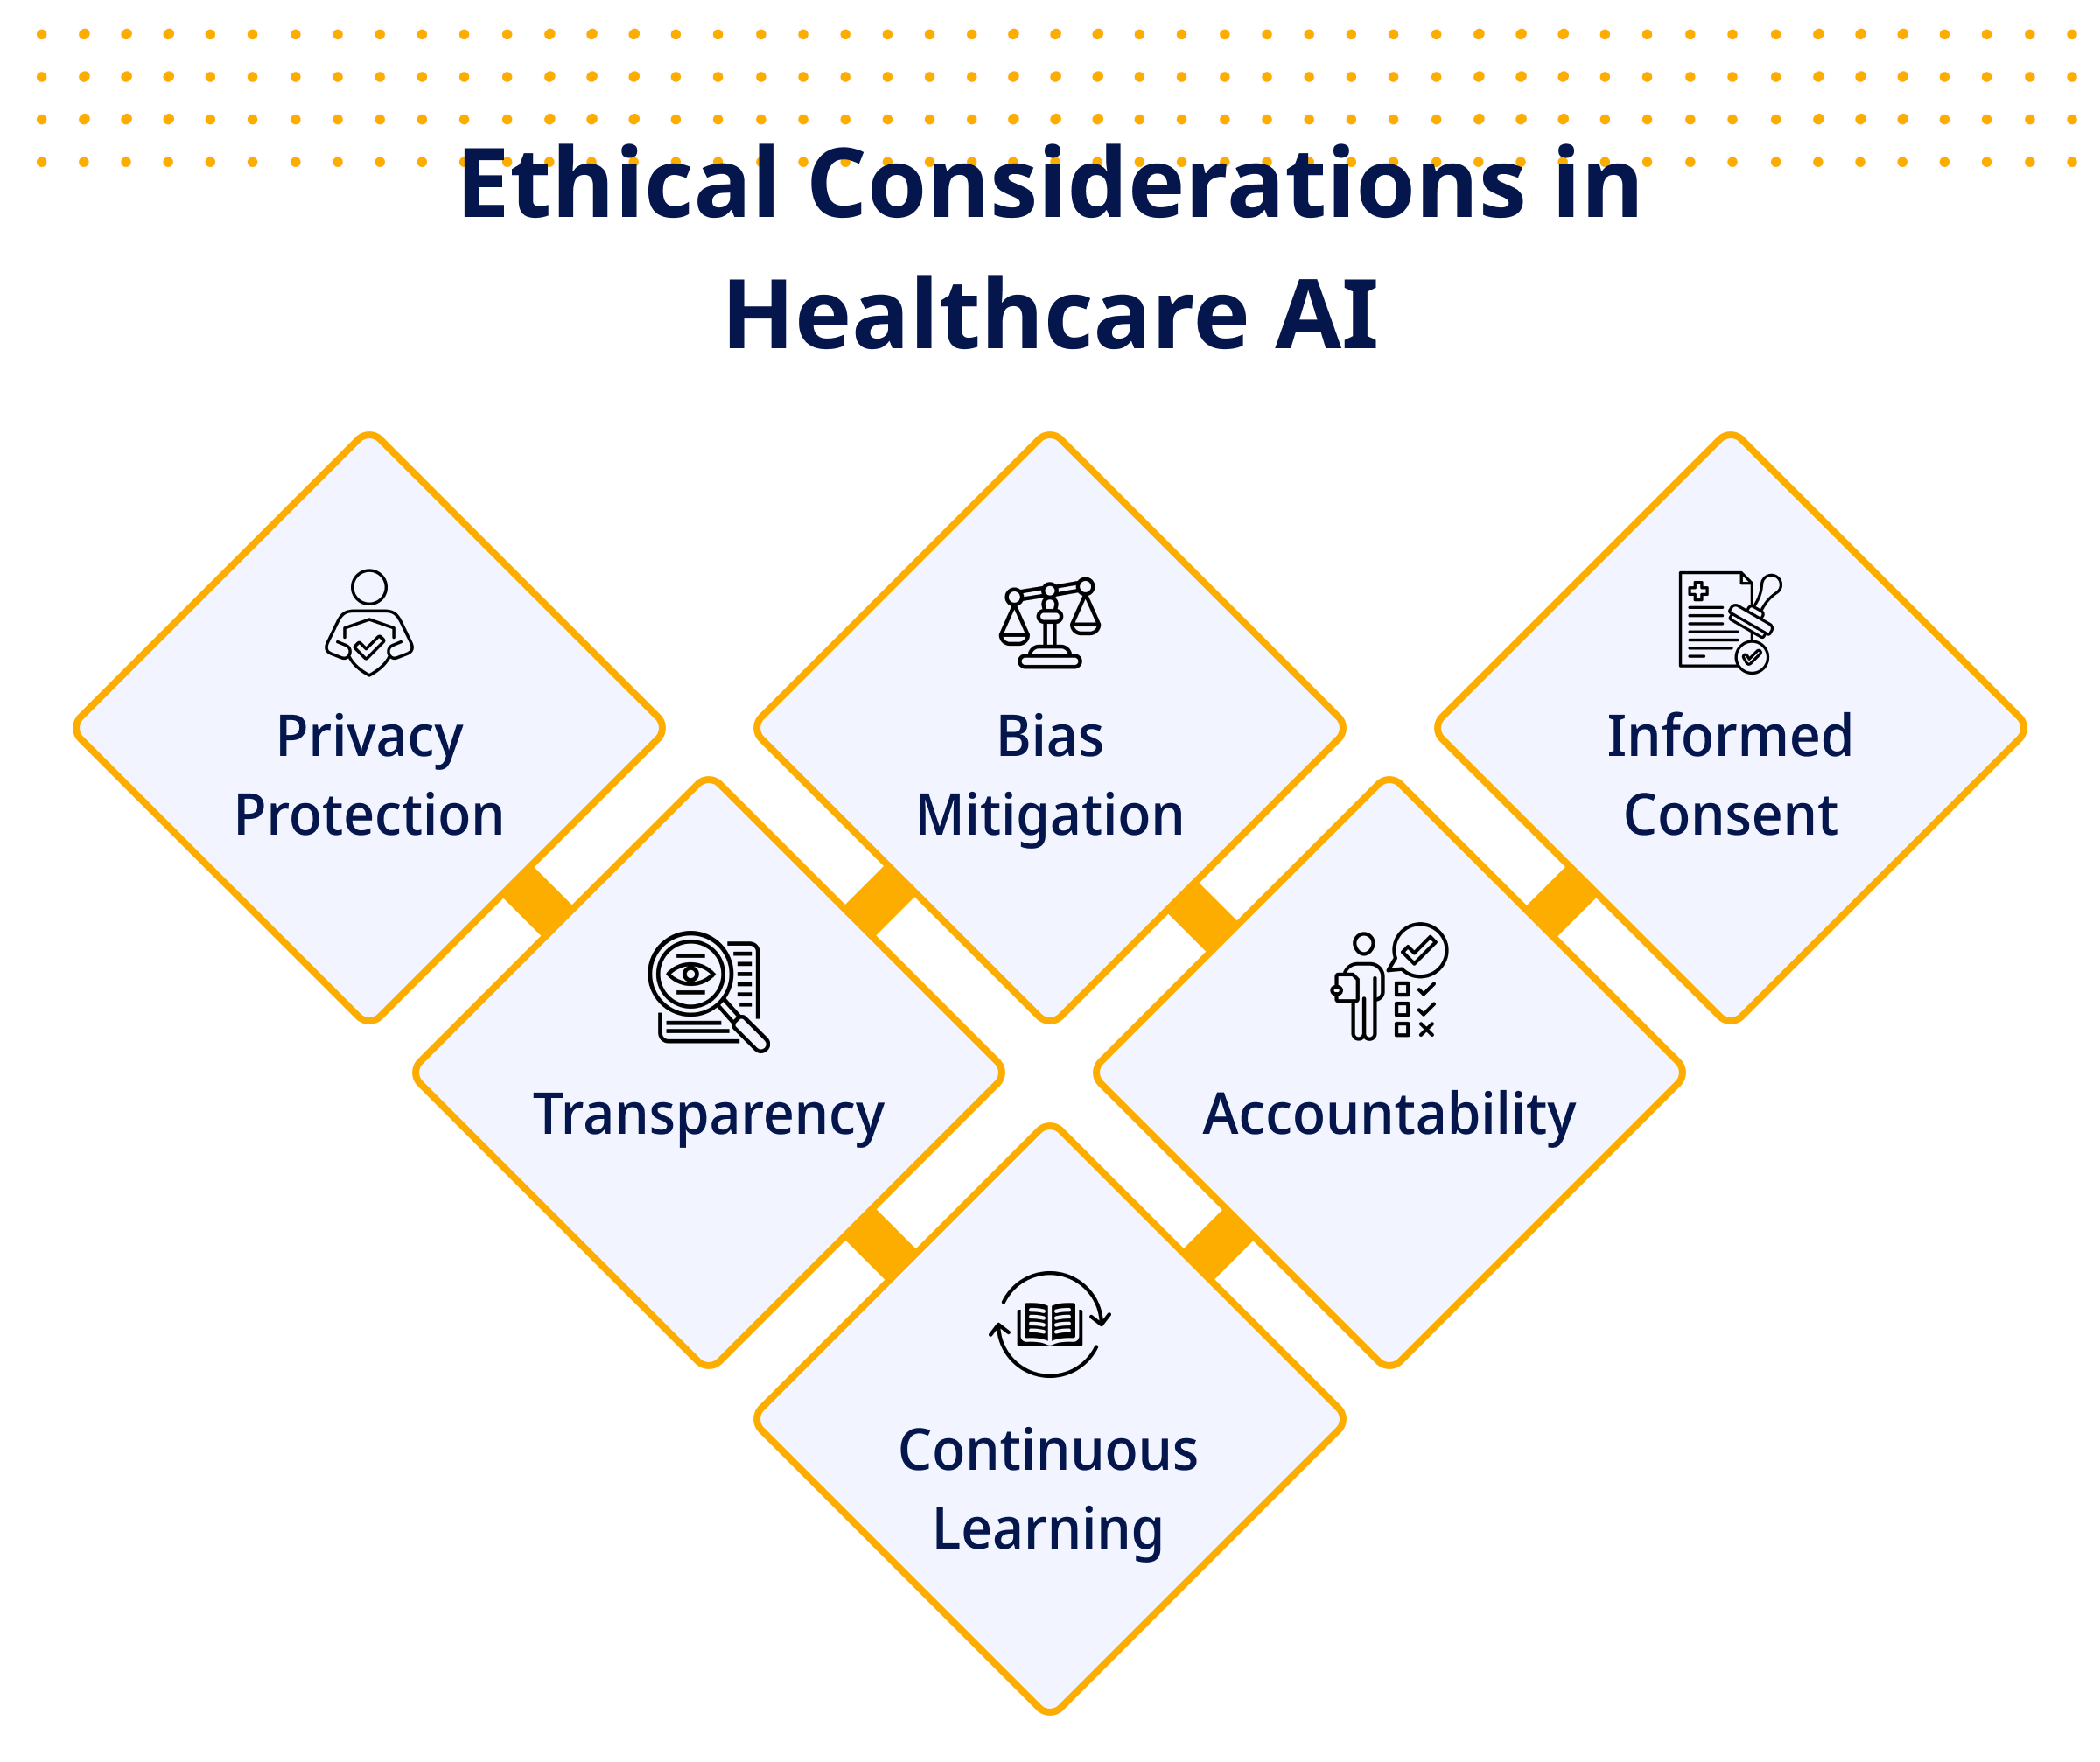 Ethical Considerations in
Healthcare AI
Privacy
Protection
Bias
Mitigation
Informed
Consent
Transparency
Accountability
Continuous
Learning